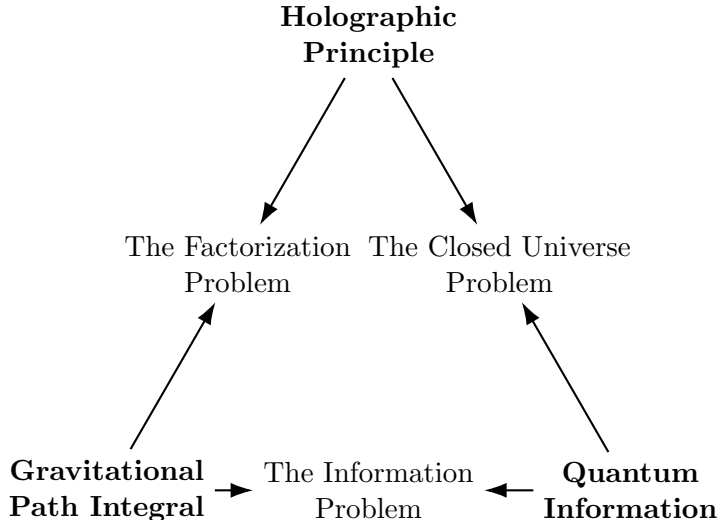 Holographic
Principle
The Factorization
Problem
The Closed Universe
Problem
Gravitational
Path Integral
The Information
Problem
Quantum
Information